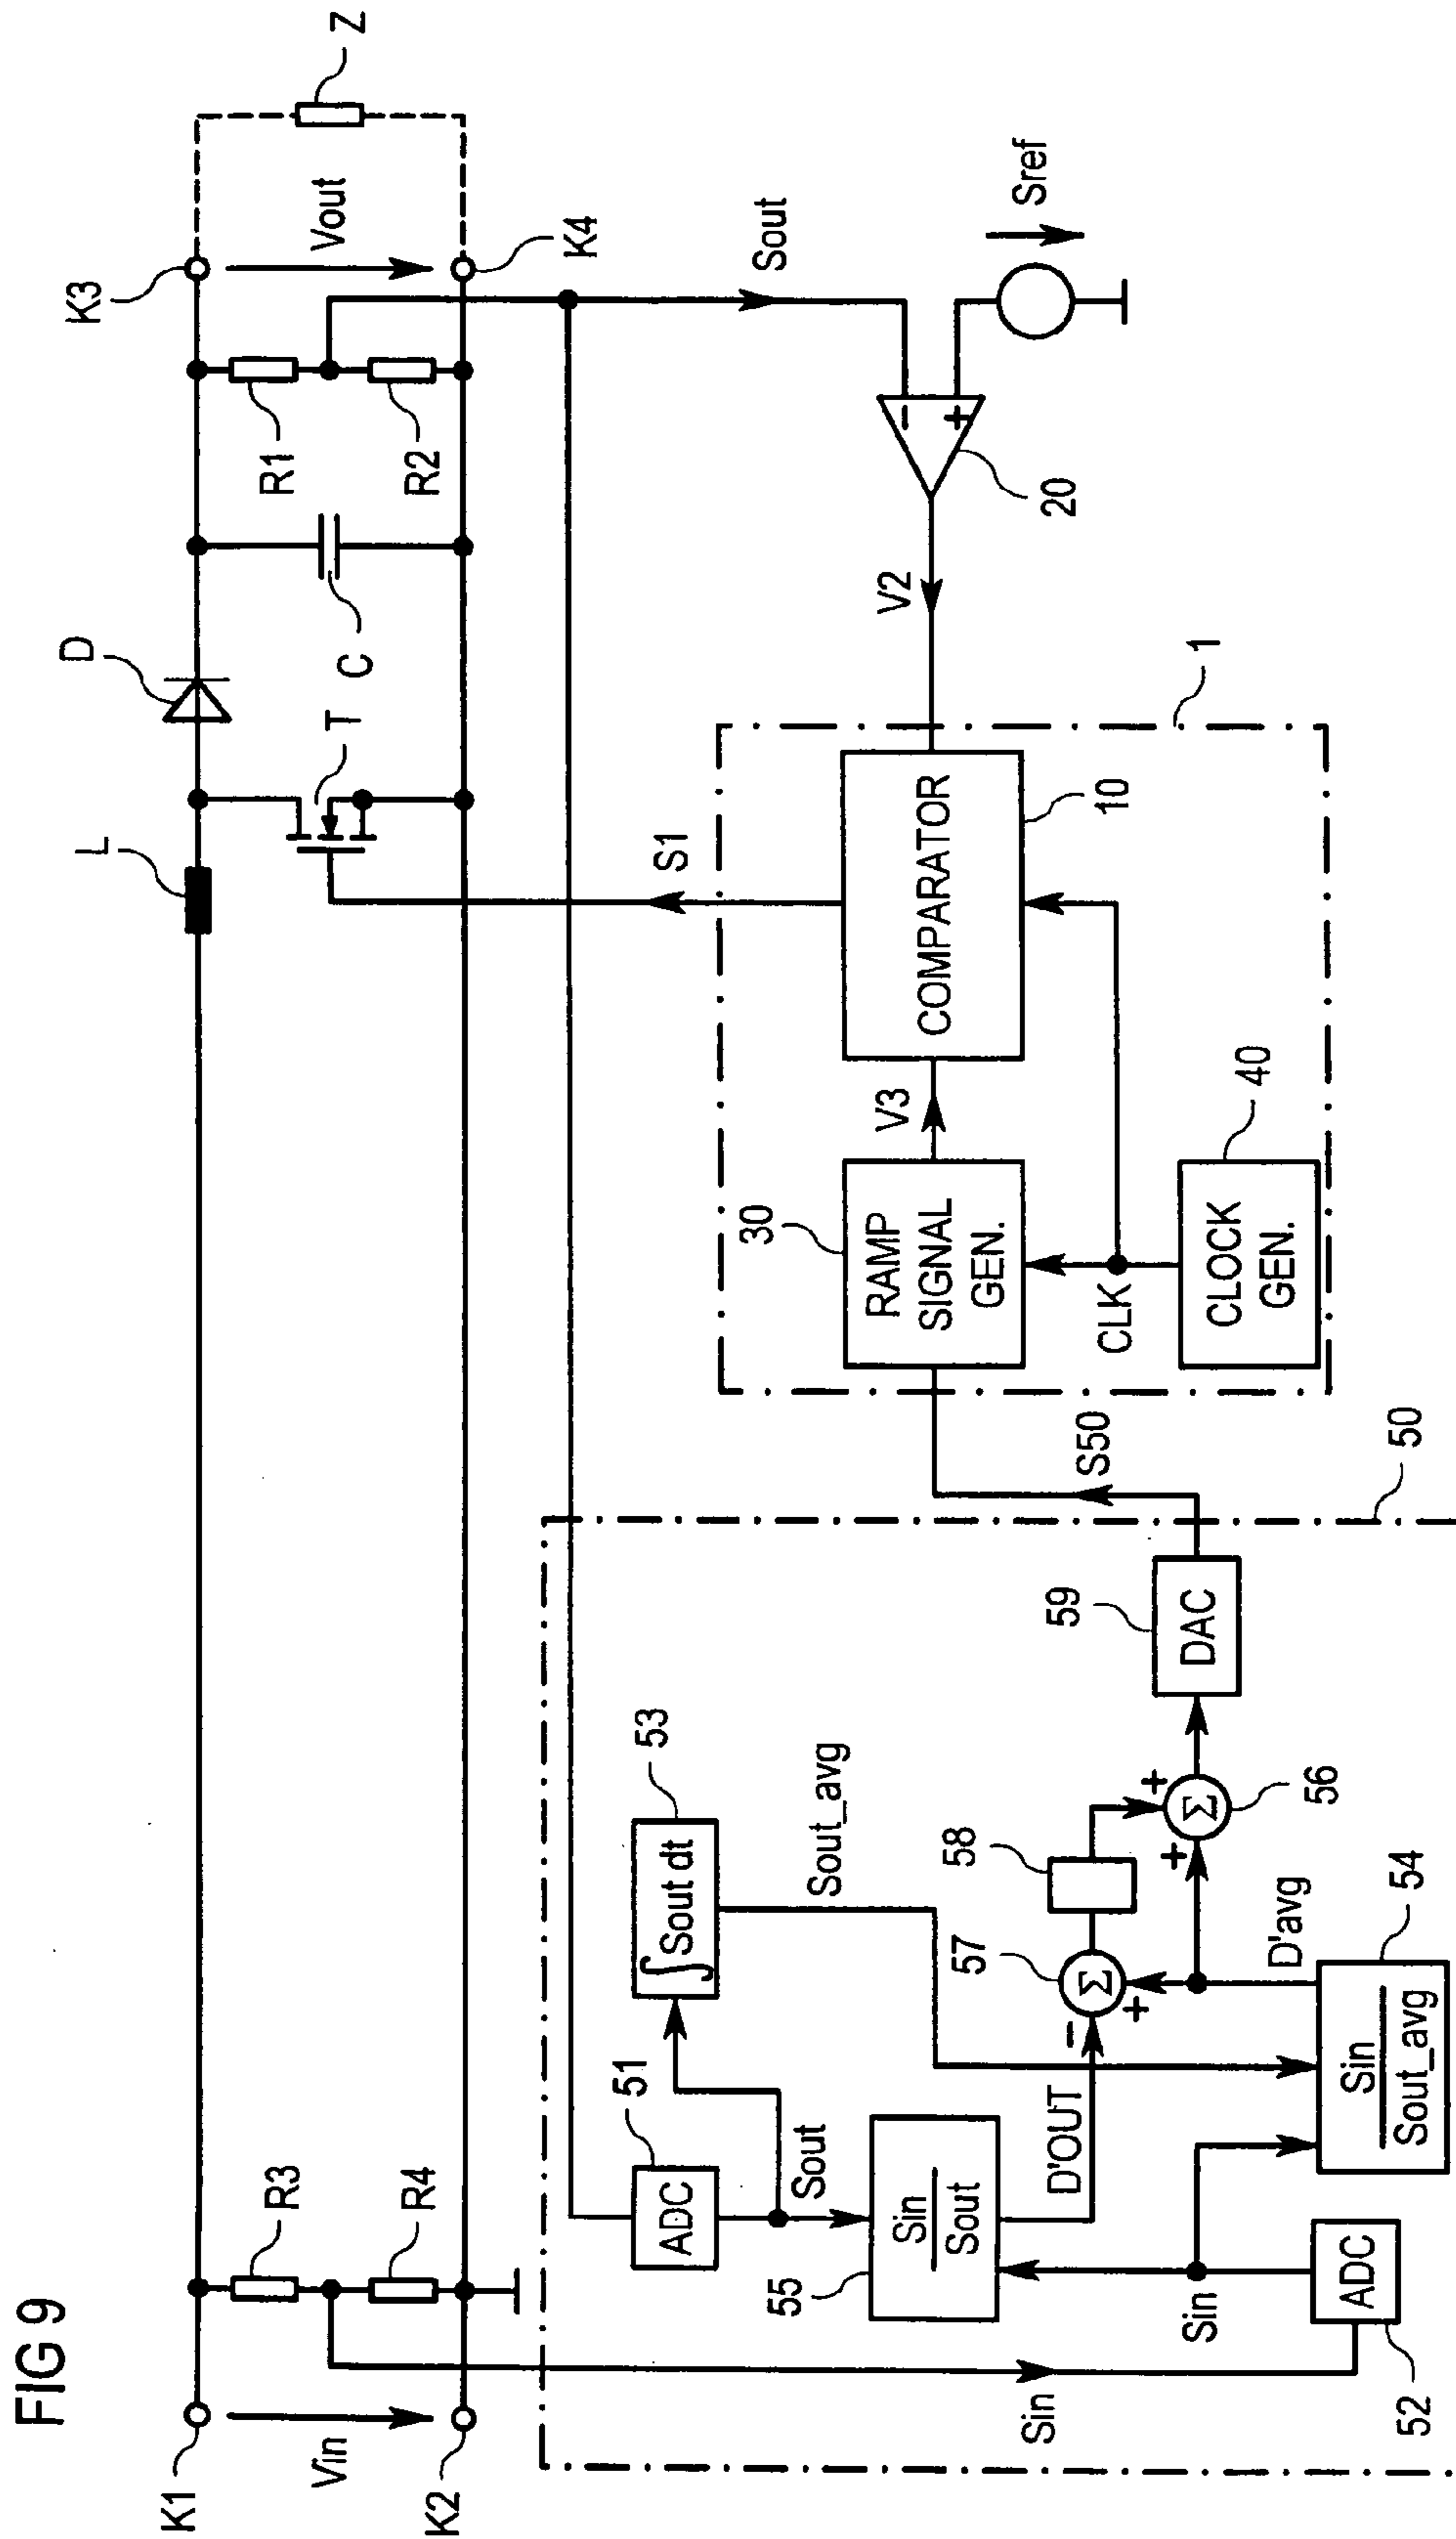 FIG 9
K1
Vin
K2
R3
R4
L
D
T
C
R1
R2
K3
Vout
K4
Z
Sout
Sref
20
V2
1
S1
COMPARATOR
10
V3
30
RAMP
SIGNAL
GEN.
CLK
CLOCK
GEN.
40
S50
50
ADC
51
Sout
∫Sout dt
53
Sout_avg
Sin
Sout
55
D'OUT
57
Σ
−
+
58
Σ
+
+
56
DAC
59
D'avg
Sin
Sout_avg
54
Sin
ADC
52
Sin
−
+